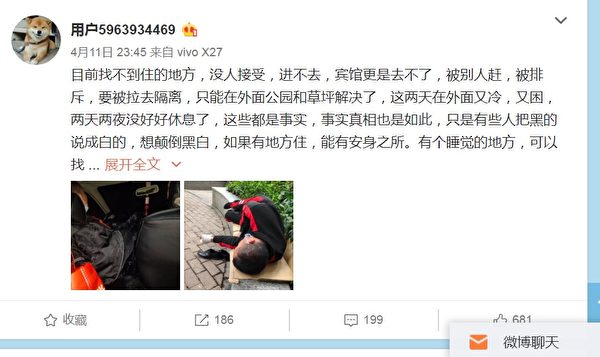 用户5963934469
4月11日 23:45 来自 vivo X27
目前找不到住的地方，没人接受，进不去，宾馆更是去不了，被别人赶，被排
斥，要被拉去隔离，只能在外面公园和草坪解决了，这两天在外面又冷，又困，
两天两夜没好好休息了，这些都是事实，事实真相也是如此，只是有些人把黑的
说成白的，想颠倒黑白，如果有地方住，能有安身之所。有个睡觉的地方，可以
找 ... 展开全文
收藏
186
199
681
微博聊天